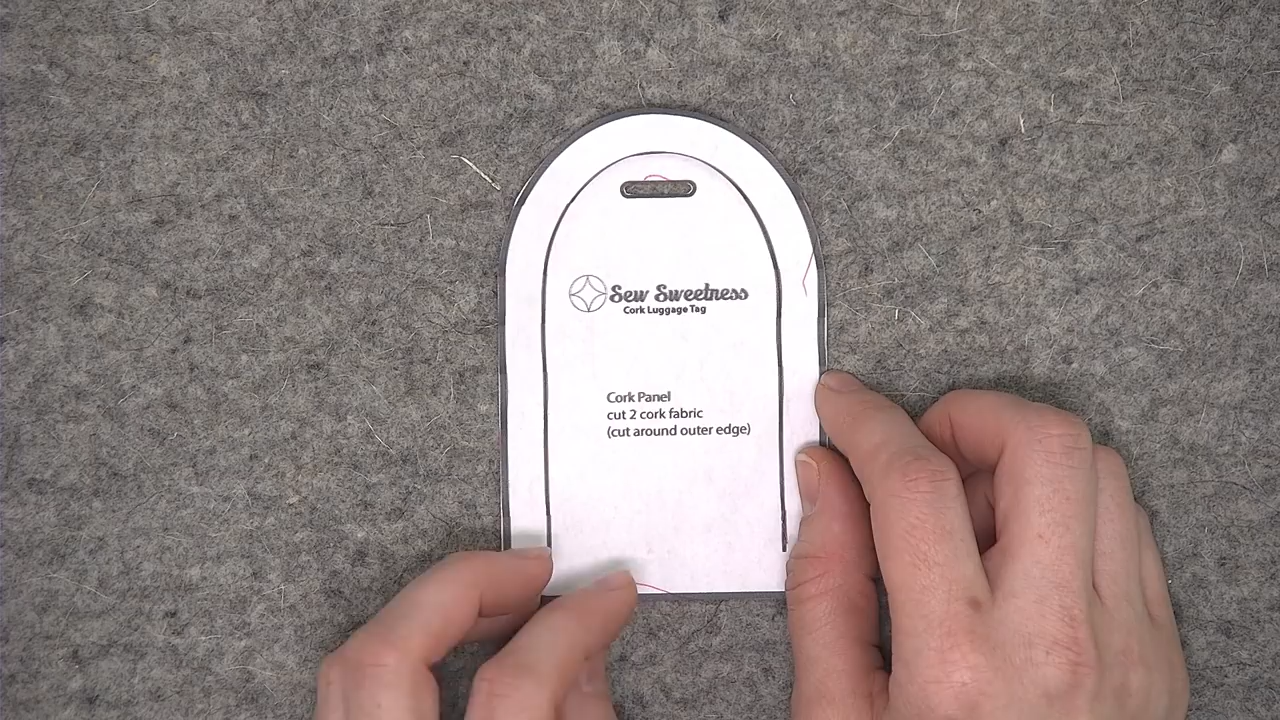 Sew Sweetness
Cork Luggage Tag
Cork Panel
cut 2 cork fabric
(cut around outer edge)